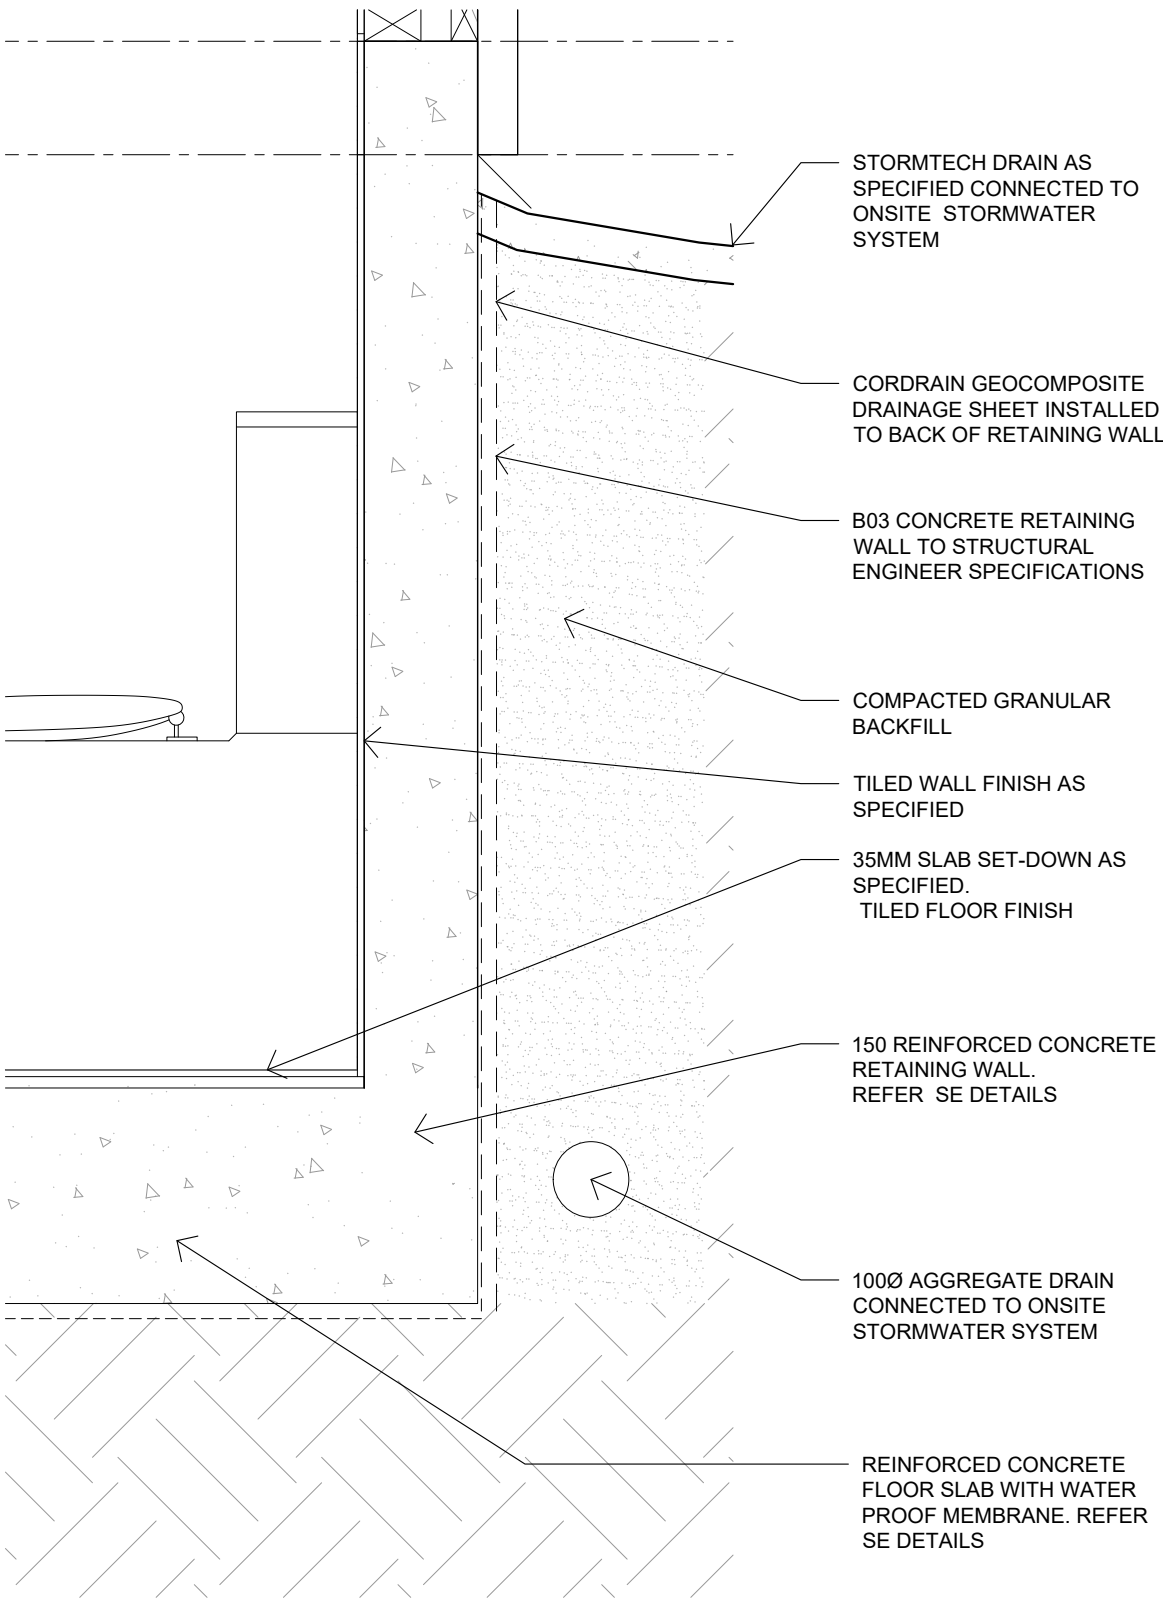 STORMTECH DRAIN AS
SPECIFIED CONNECTED TO
ONSITE STORMWATER
SYSTEM
CORDRAIN GEOCOMPOSITE
DRAINAGE SHEET INSTALLED
TO BACK OF RETAINING WALL
B03 CONCRETE RETAINING
WALL TO STRUCTURAL
ENGINEER SPECIFICATIONS
COMPACTED GRANULAR
BACKFILL
TILED WALL FINISH AS
SPECIFIED
35MM SLAB SET-DOWN AS
SPECIFIED.
TILED FLOOR FINISH
150 REINFORCED CONCRETE
RETAINING WALL.
REFER SE DETAILS
100Ø AGGREGATE DRAIN
CONNECTED TO ONSITE
STORMWATER SYSTEM
REINFORCED CONCRETE
FLOOR SLAB WITH WATER
PROOF MEMBRANE. REFER
SE DETAILS